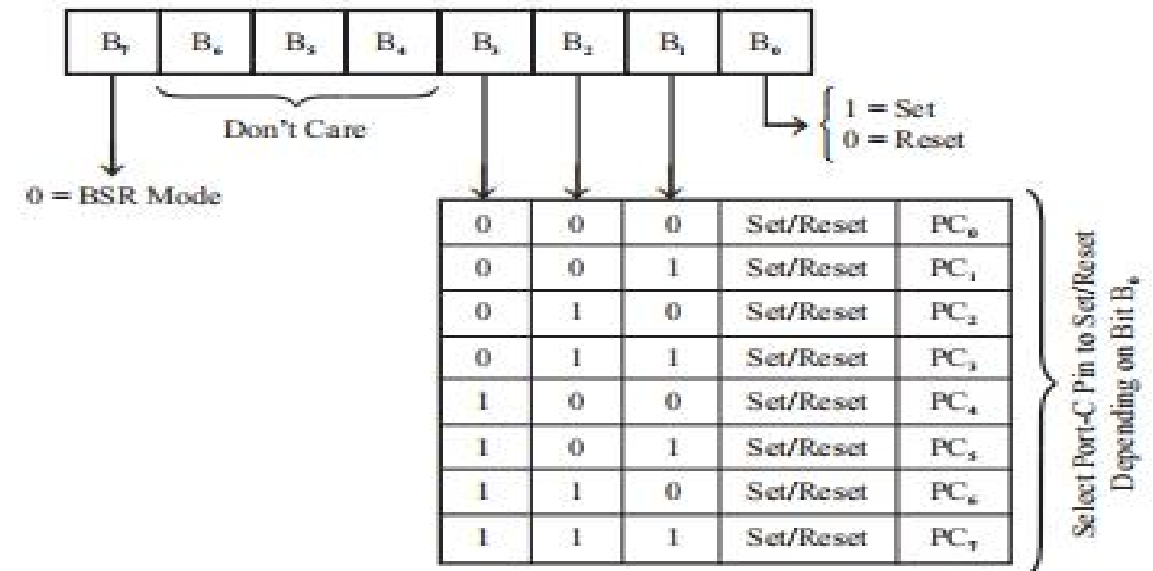 B₇ B₆ B₅ B₄ B₃ B₂ B₁ B₀
1 = Set
0 = Reset
Don't Care
0 = BSR Mode
0 0 0 Set/Reset PC₀
0 0 1 Set/Reset PC₁
0 1 0 Set/Reset PC₂
0 1 1 Set/Reset PC₃
1 0 0 Set/Reset PC₄
1 0 1 Set/Reset PC₅
1 1 0 Set/Reset PC₆
1 1 1 Set/Reset PC₇
Select Port-C Pin to Set/Reset
Depending on Bit B₀